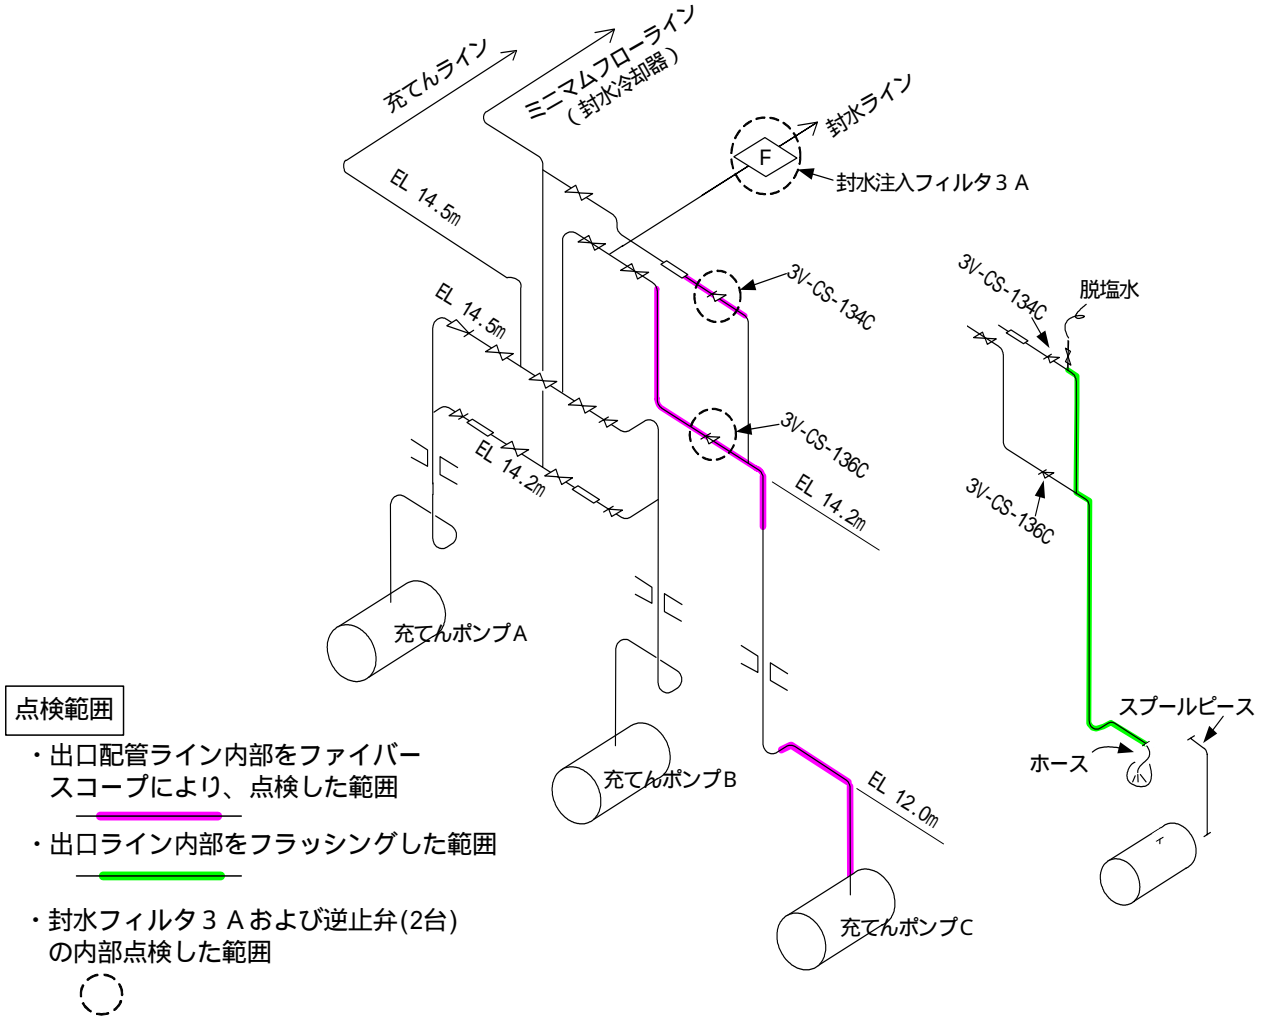 充てんライン
ミニマムフローライン
（封水冷却器）
封水ライン
F
封水注入フィルタ３Ａ
EL 14.5m
3V-CS-134C
EL 14.5m
3V-CS-136C
EL 14.2m
EL 14.2m
3V-CS-134C
脱塩水
3V-CS-136C
充てんポンプＡ
スプールピース
ホース
充てんポンプＢ
EL 12.0m
充てんポンプＣ
点検範囲
・出口配管ライン内部をファイバー
スコープにより、点検した範囲
・出口ライン内部をフラッシングした範囲
・封水フィルタ３Ａおよび逆止弁(2台)
の内部点検した範囲